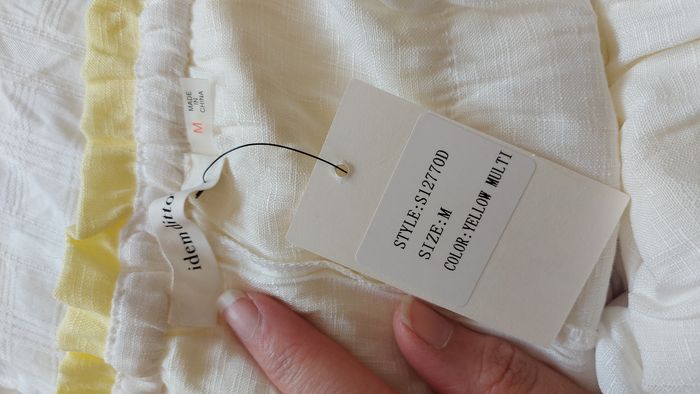 MADE
IN
CHINA
M
idem ditto
STYLE:S12770D
SIZE:M
COLOR:YELLOW MULTI